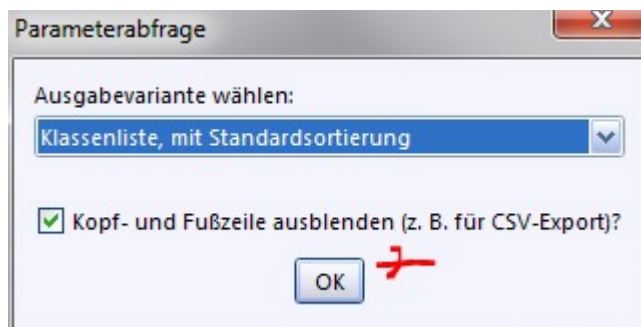 Parameterabfrage
Ausgabevariante wählen:
Klassenliste, mit Standardsortierung
Kopf- und Fußzeile ausblenden (z. B. für CSV-Export)?
OK